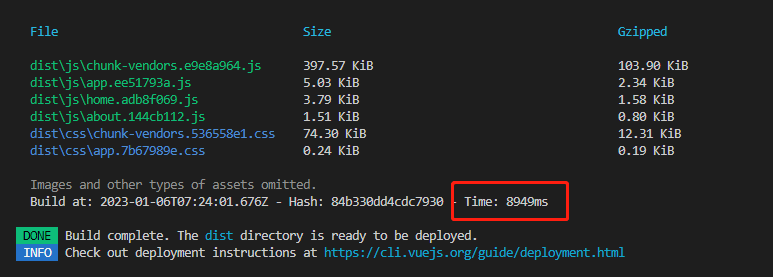 File Size Gzipped
dist\js\chunk-vendors.e9e8a964.js 397.57 KiB 103.90 KiB
dist\js\app.ee51793a.js 5.03 KiB 2.34 KiB
dist\js\home.adb8f069.js 3.79 KiB 1.58 KiB
dist\js\about.144cb112.js 1.51 KiB 0.80 KiB
dist\css\chunk-vendors.536558e1.css 74.30 KiB 12.31 KiB
dist\css\app.7b67989e.css 0.24 KiB 0.19 KiB
Images and other types of assets omitted.
Build at: 2023-01-06T07:24:01.676Z - Hash: 84b330dd4cdc7930 - Time: 8949ms
DONE Build complete. The dist directory is ready to be deployed.
INFO Check out deployment instructions at https://cli.vuejs.org/guide/deployment.html